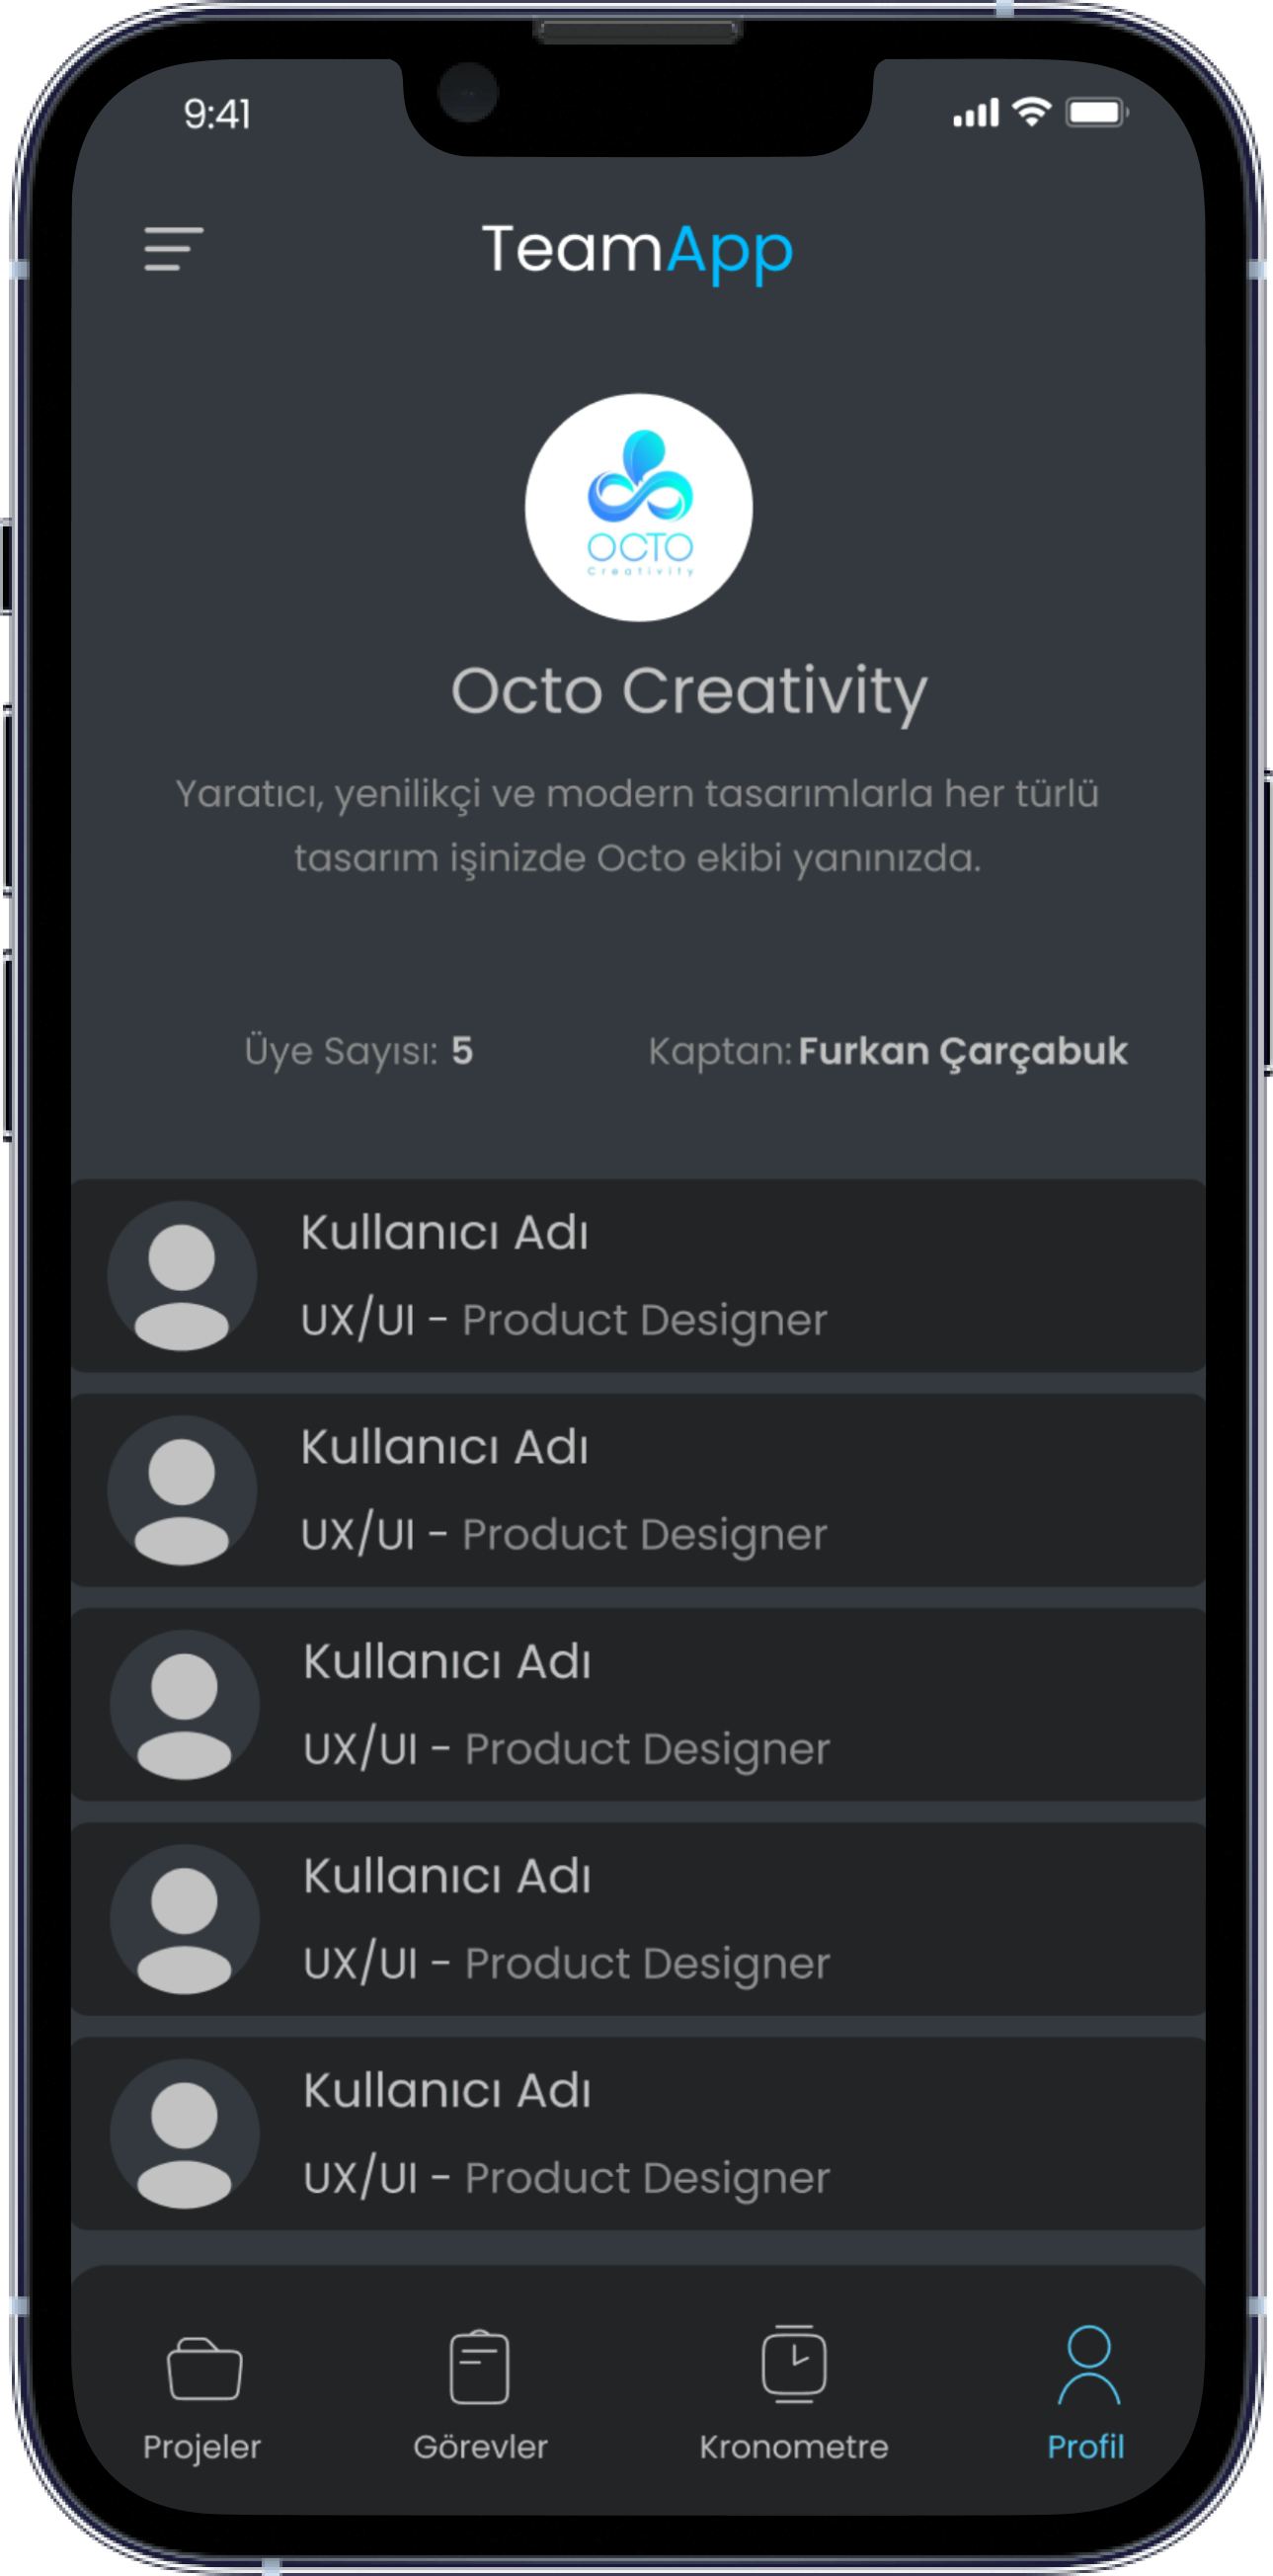 9:41
TeamApp
OCTO
Creativity
Octo Creativity
Yaratıcı, yenilikçi ve modern tasarımlarla her türlü
tasarım işinizde Octo ekibi yanınızda.
Üye Sayısı: 5 Kaptan: Furkan Çarçabuk
Kullanıcı Adı
UX/UI - Product Designer
Kullanıcı Adı
UX/UI - Product Designer
Kullanıcı Adı
UX/UI - Product Designer
Kullanıcı Adı
UX/UI - Product Designer
Kullanıcı Adı
UX/UI - Product Designer
Projeler Görevler Kronometre Profil